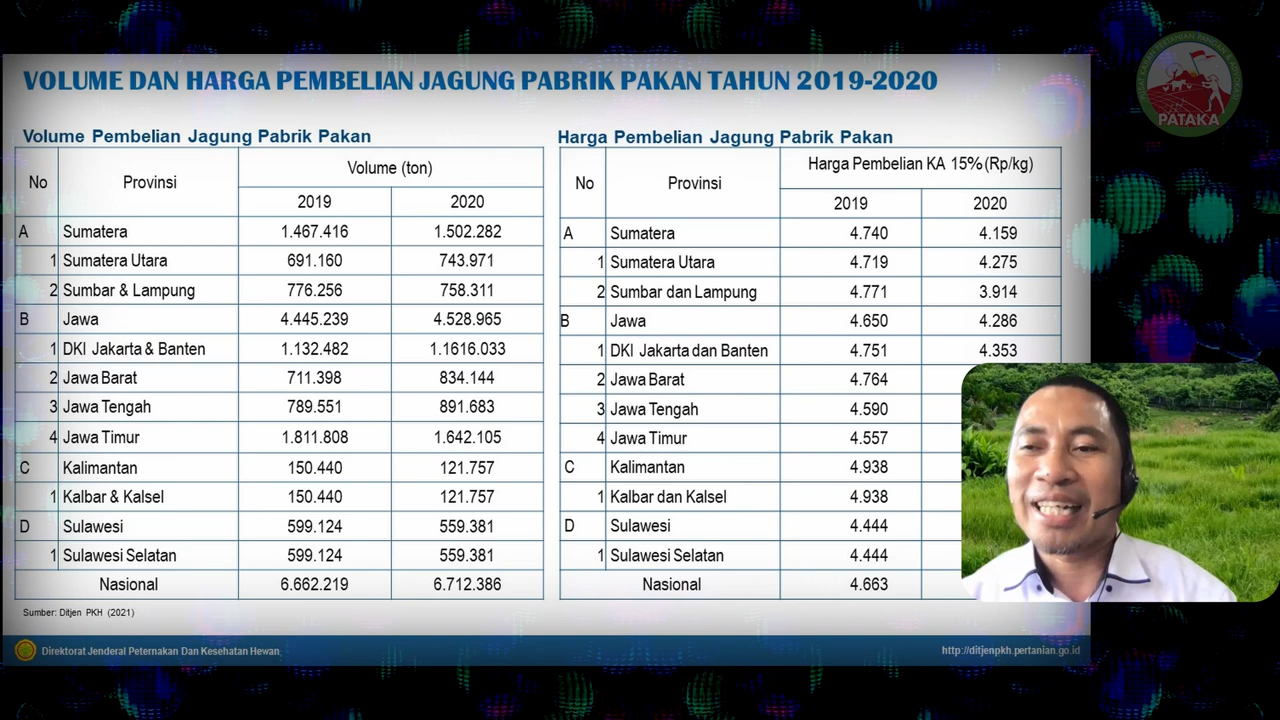 VOLUME DAN HARGA PEMBELIAN JAGUNG PABRIK PAKAN TAHUN 2019-2020
PUSAT KAJIAN PERTANIAN PANGAN & ADVOKASI
PATAKA
Volume Pembelian Jagung Pabrik Pakan
No Provinsi Volume (ton)
2019 2020
A Sumatera 1.467.416 1.502.282
1 Sumatera Utara 691.160 743.971
2 Sumbar & Lampung 776.256 758.311
B Jawa 4.445.239 4.528.965
1 DKI Jakarta & Banten 1.132.482 1.1616.033
2 Jawa Barat 711.398 834.144
3 Jawa Tengah 789.551 891.683
4 Jawa Timur 1.811.808 1.642.105
C Kalimantan 150.440 121.757
1 Kalbar & Kalsel 150.440 121.757
D Sulawesi 599.124 559.381
1 Sulawesi Selatan 599.124 559.381
Nasional 6.662.219 6.712.386
Sumber: Ditjen PKH (2021)
Harga Pembelian Jagung Pabrik Pakan
No Provinsi Harga Pembelian KA 15% (Rp/kg)
2019 2020
A Sumatera 4.740 4.159
1 Sumatera Utara 4.719 4.275
2 Sumbar dan Lampung 4.771 3.914
B Jawa 4.650 4.286
1 DKI Jakarta dan Banten 4.751 4.353
2 Jawa Barat 4.764
3 Jawa Tengah 4.590
4 Jawa Timur 4.557
C Kalimantan 4.938
1 Kalbar dan Kalsel 4.938
D Sulawesi 4.444
1 Sulawesi Selatan 4.444
Nasional 4.663
Direktorat Jenderal Peternakan Dan Kesehatan Hewan
http://ditjenpkh.pertanian.go.id